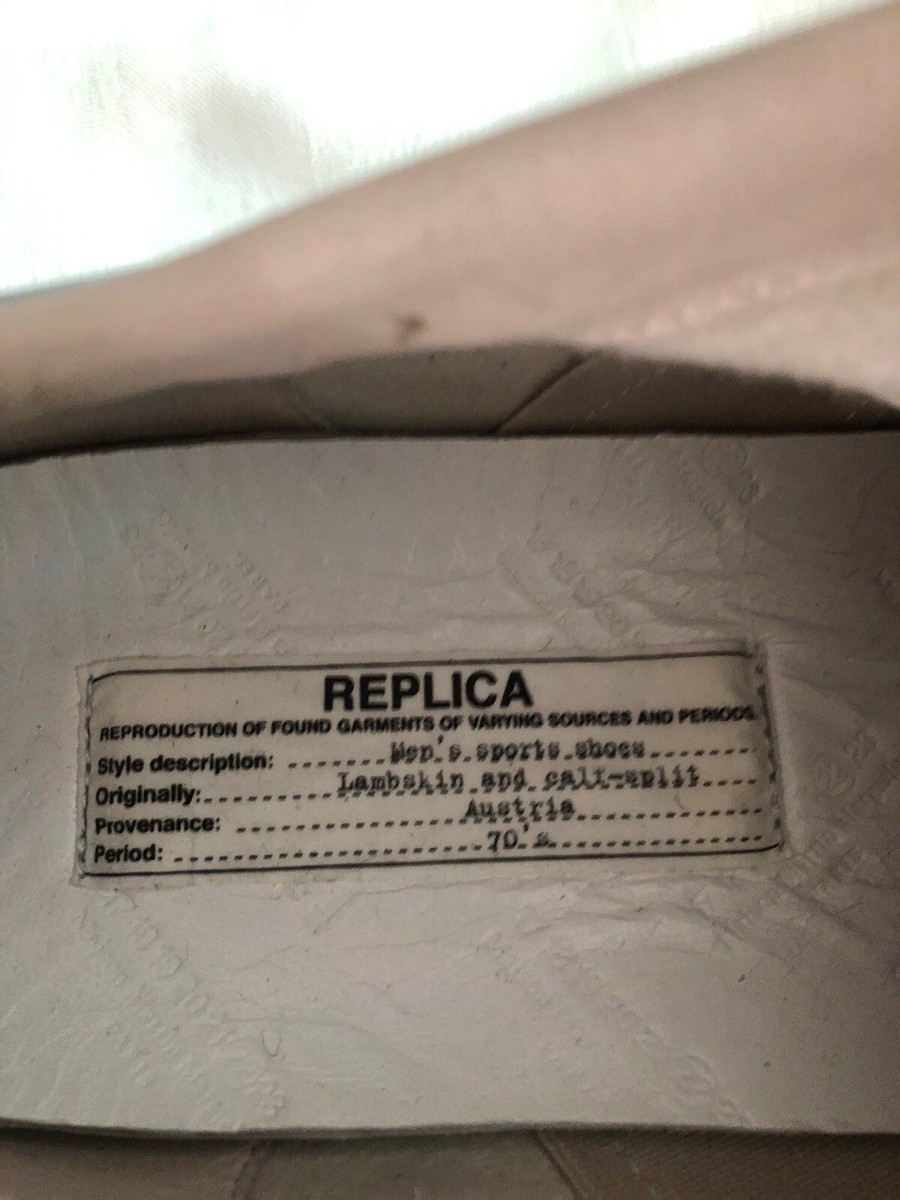 REPLICA
REPRODUCTION OF FOUND GARMENTS OF VARYING SOURCES AND PERIODS
Style description: Men's sports shoes
Originally: Lambskin and calf-split
Provenance: Austria
Period: 70's